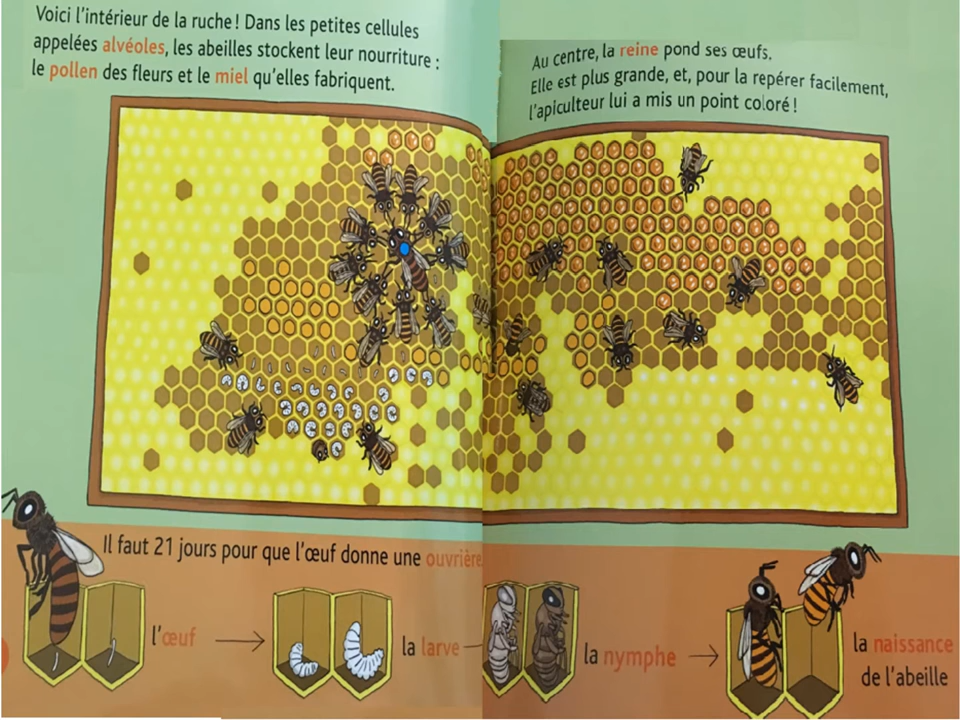 Voici l'intérieur de la ruche ! Dans les petites cellules
appelées alvéoles, les abeilles stockent leur nourriture :
le pollen des fleurs et le miel qu'elles fabriquent.
Au centre, la reine pond ses œufs.
Elle est plus grande, et, pour la repérer facilement,
l'apiculteur lui a mis un point coloré !
Il faut 21 jours pour que l'œuf donne une ouvrière
l'œuf
la larve
la nymphe
la naissance
de l'abeille